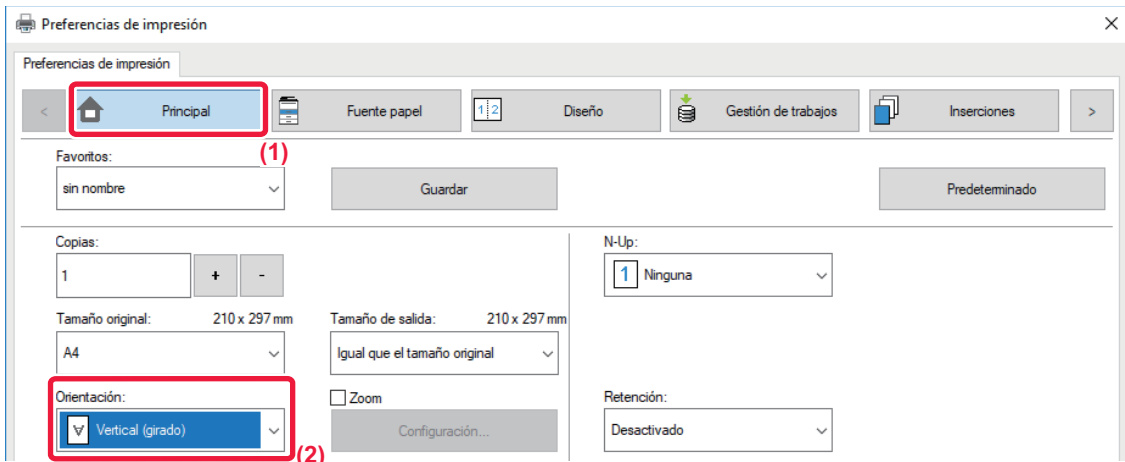 Preferencias de impresión
Preferencias de impresión
< Principal Fuente papel 1 2 Diseño Gestión de trabajos Inserciones >
(1)
Favoritos:
sin nombre Guardar Predeterminado
Copias: N-Up:
1 + - 1 Ninguna
Tamaño original: 210 x 297 mm Tamaño de salida: 210 x 297 mm
A4 Igual que el tamaño original
Orientación: Zoom Retención:
A Vertical (girado) Configuración... Desactivado
(2)